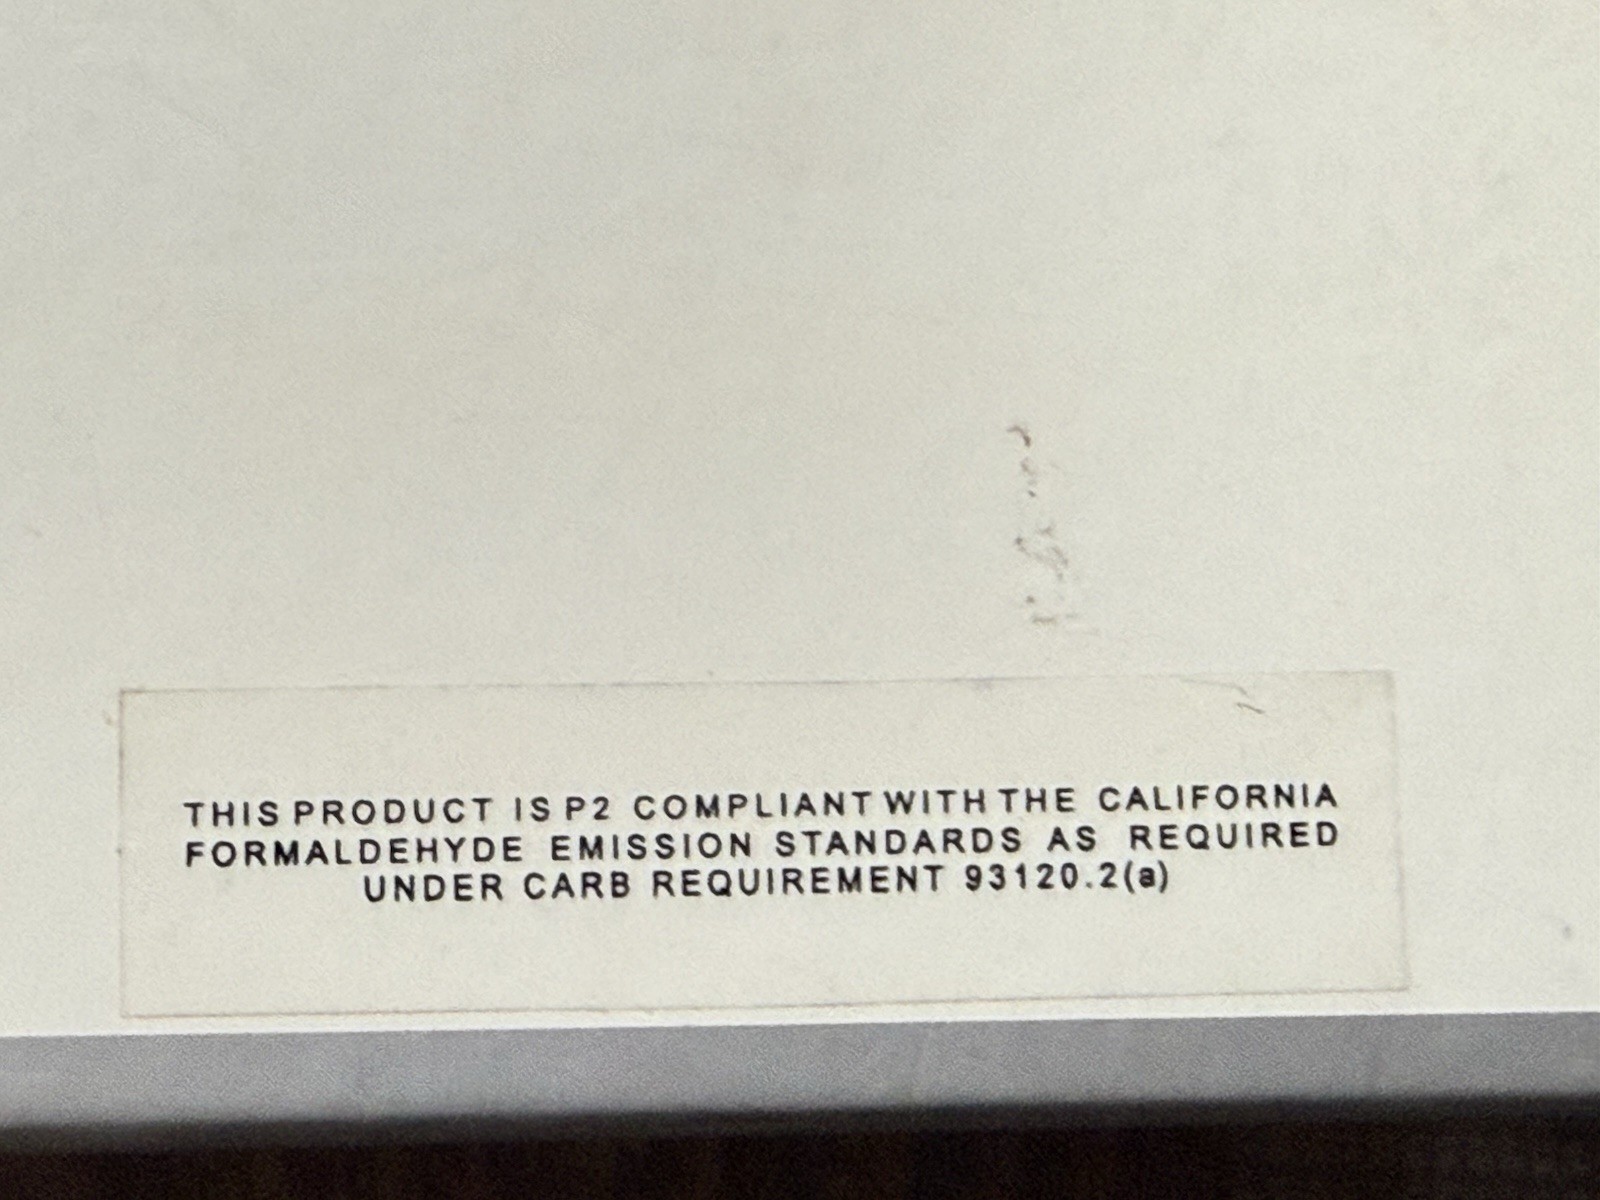 THIS PRODUCT IS P2 COMPLIANT WITH THE CALIFORNIA
FORMALDEHYDE EMISSION STANDARDS AS REQUIRED
UNDER CARB REQUIREMENT 93120.2(a)